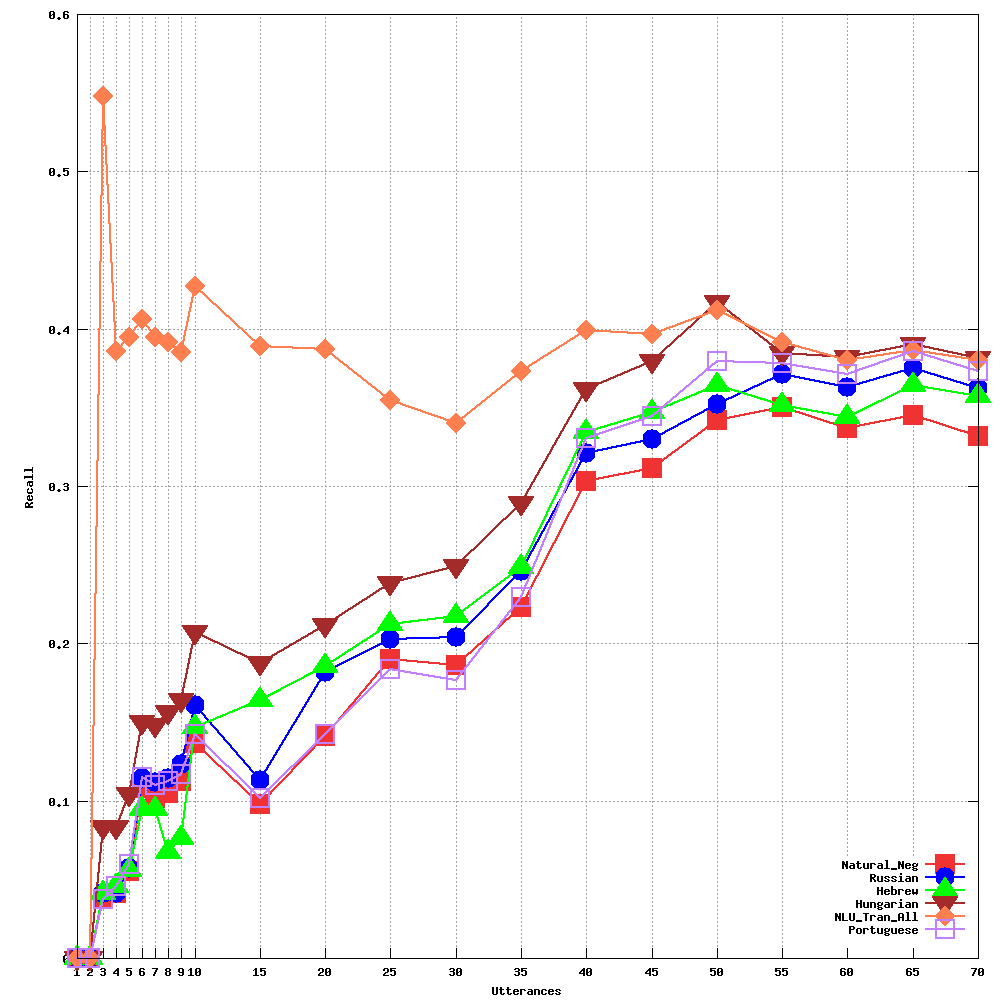 0.6
0.5
0.4
0.3
0.2
0.1
0
Recall
1 2 3 4 5 6 7 8 9 10 15 20 25 30 35 40 45 50 55 60 65 70
Utterances
Natural_Neg
Russian
Hebrew
Hungarian
NLU_Tran_All
Portuguese